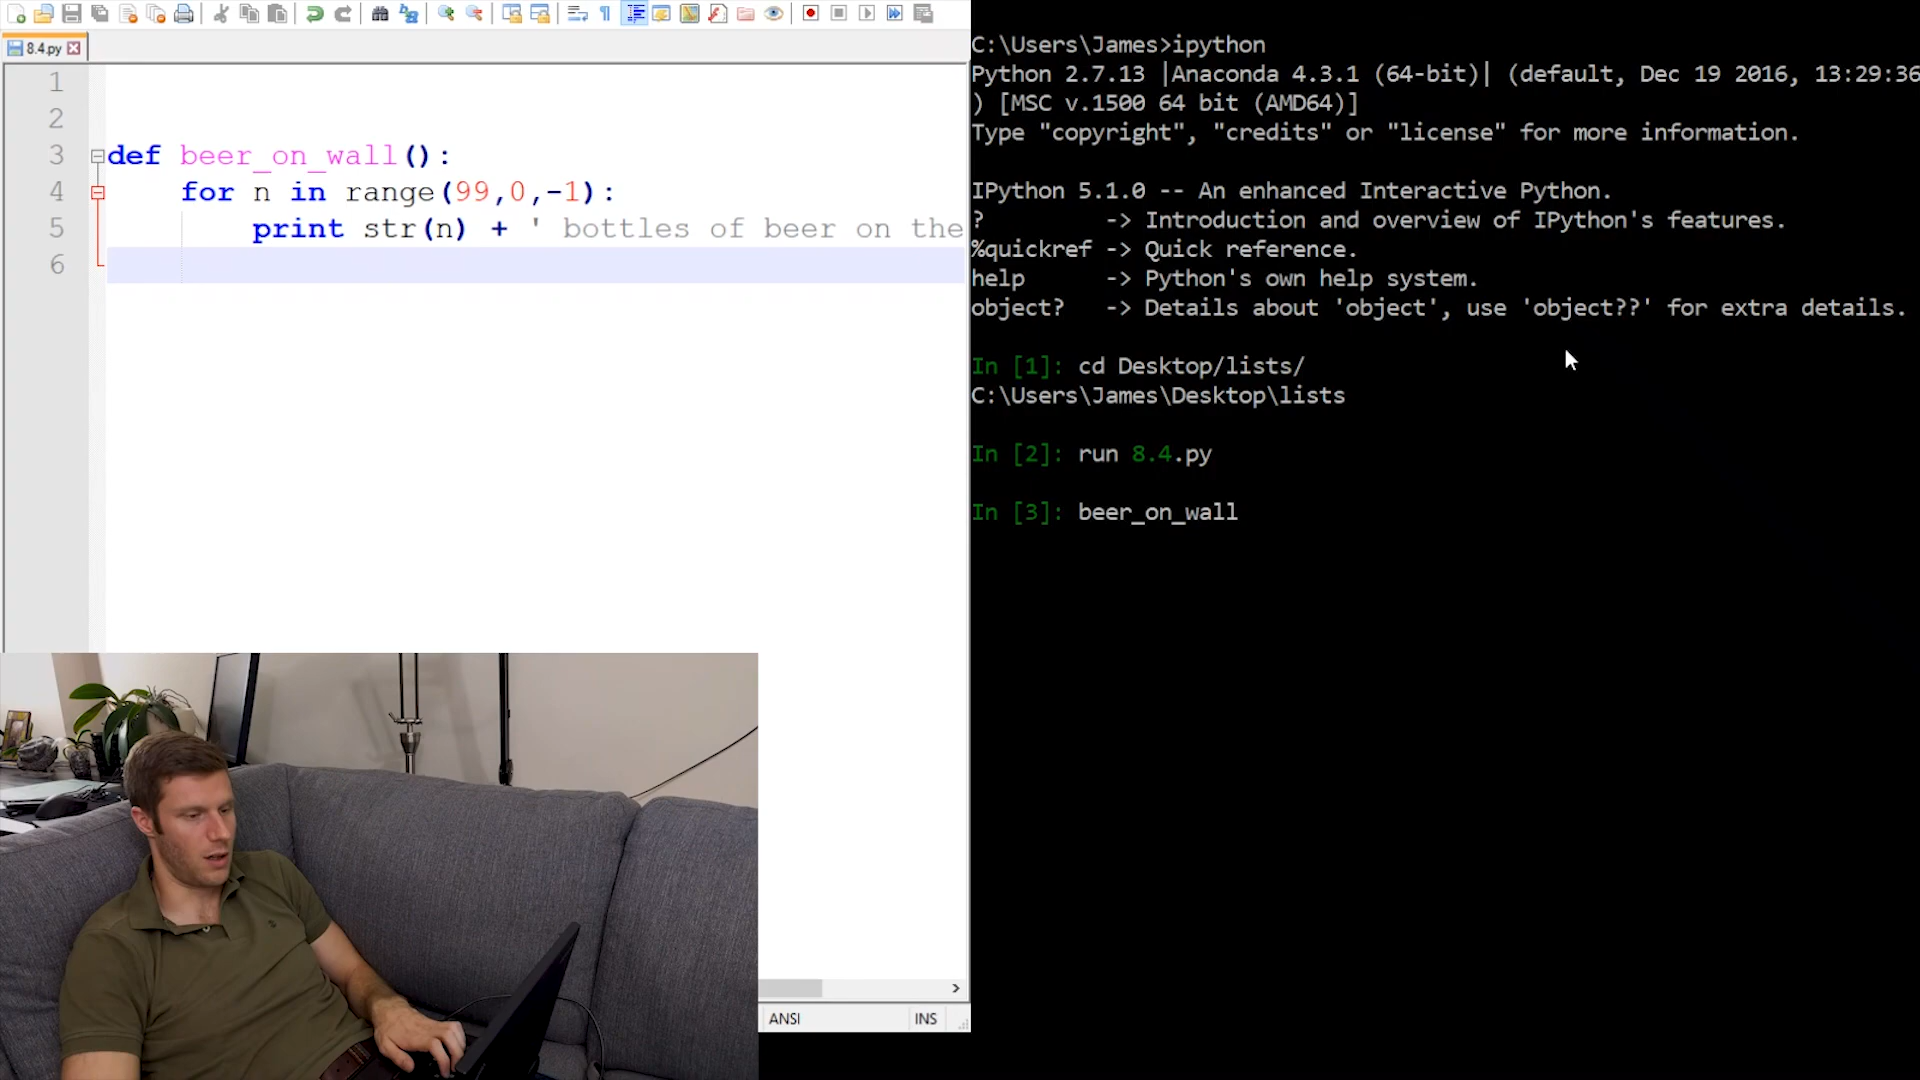 8.4.py
1
2
3 def beer_on_wall():
4 for n in range(99,0,-1):
5 print str(n) + ' bottles of beer on the
6
ANSI INS
C:\Users\James>ipython
Python 2.7.13 |Anaconda 4.3.1 (64-bit)| (default, Dec 19 2016, 13:29:36
) [MSC v.1500 64 bit (AMD64)]
Type "copyright", "credits" or "license" for more information.
IPython 5.1.0 -- An enhanced Interactive Python.
? -> Introduction and overview of IPython's features.
%quickref -> Quick reference.
help -> Python's own help system.
object? -> Details about 'object', use 'object??' for extra details.
In [1]: cd Desktop/lists/
C:\Users\James\Desktop\lists
In [2]: run 8.4.py
In [3]: beer_on_wall